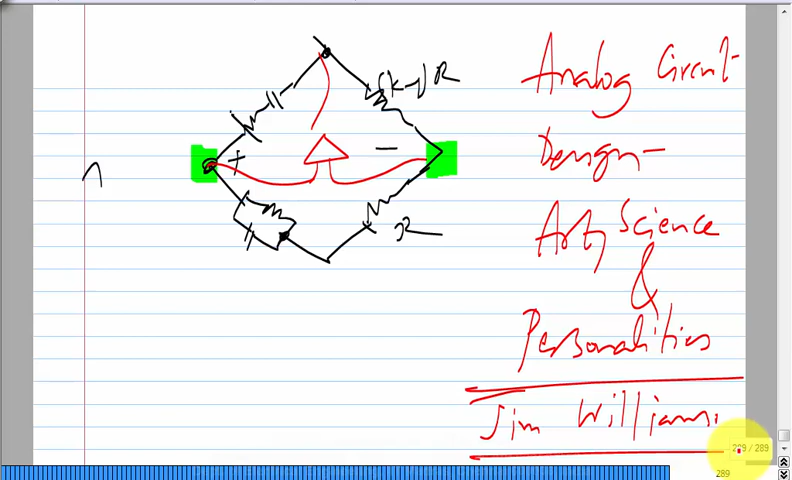 (k-1)R
+
-
R
Analog Circuit
Design-
Art, Science
&
Personalities
Jim Williams
289 / 289
289